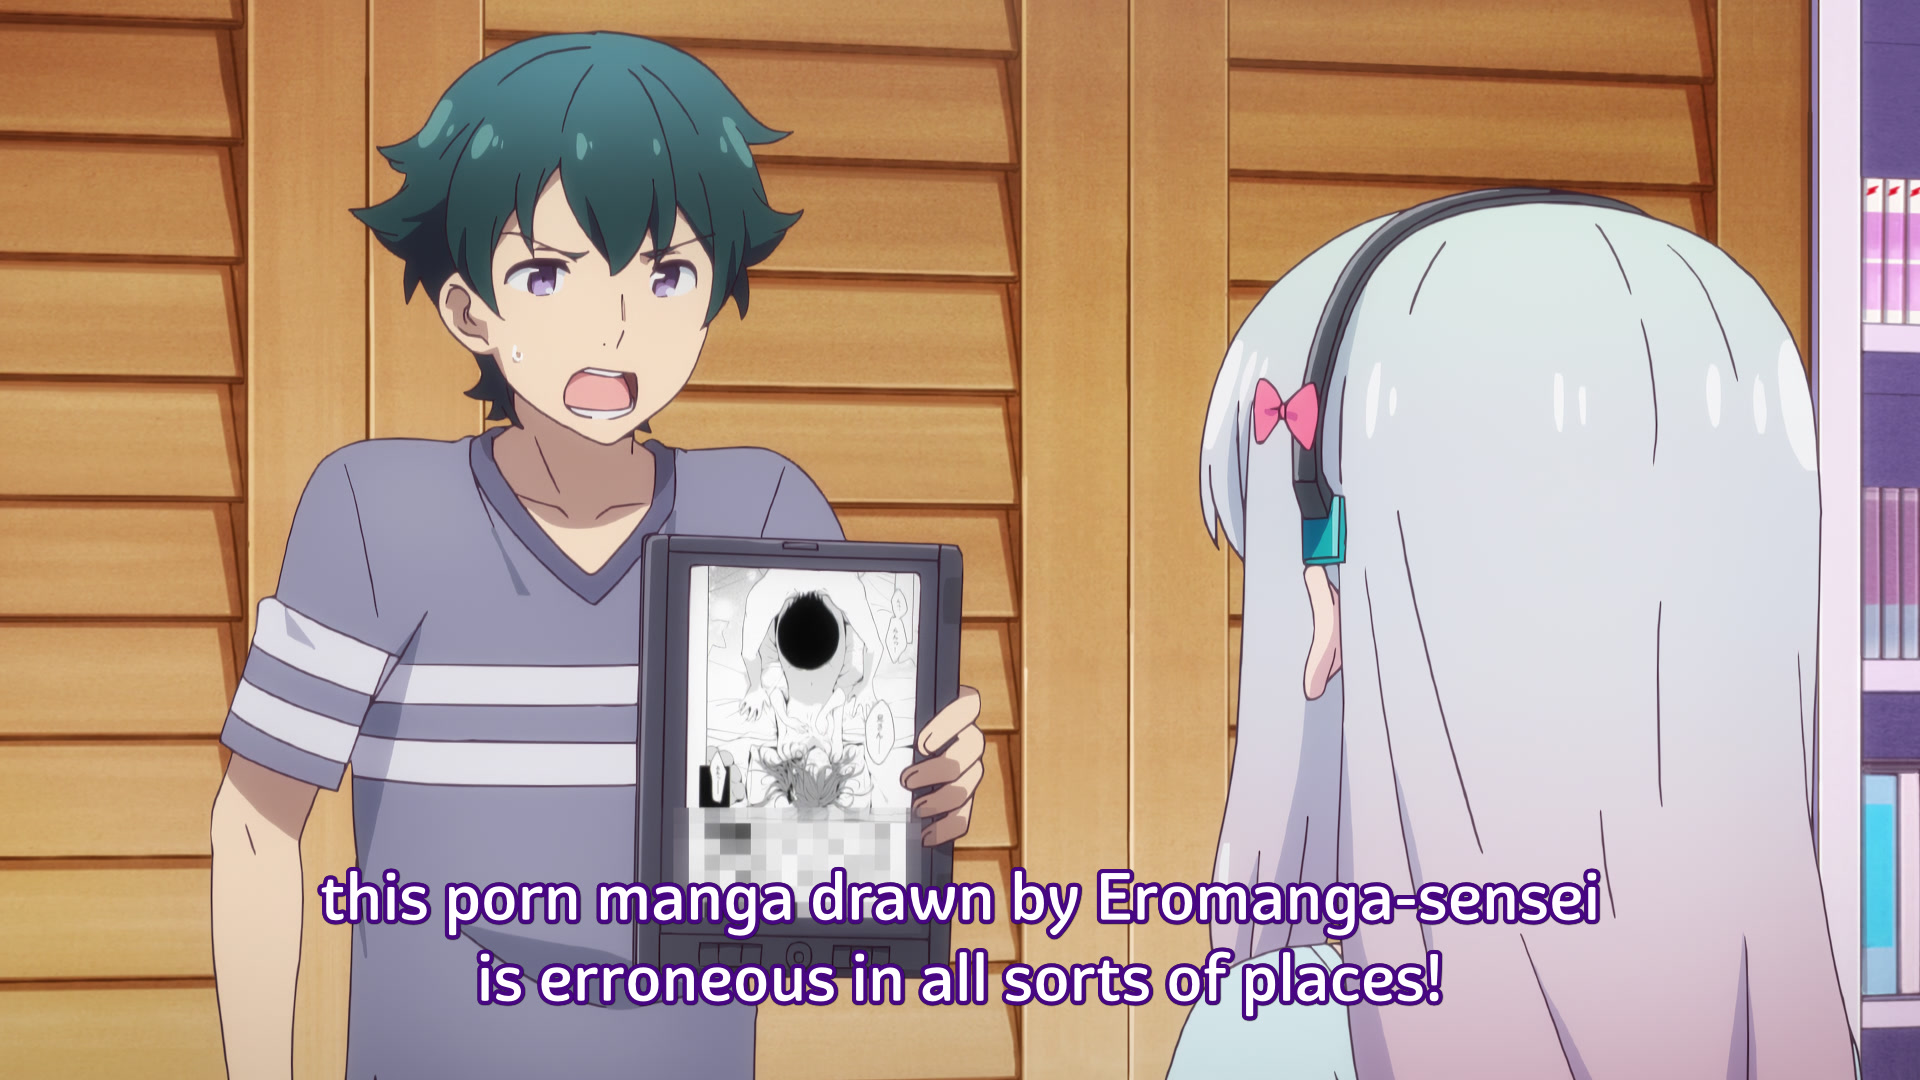 this porn manga drawn by Eromanga-sensei
is erroneous in all sorts of places!